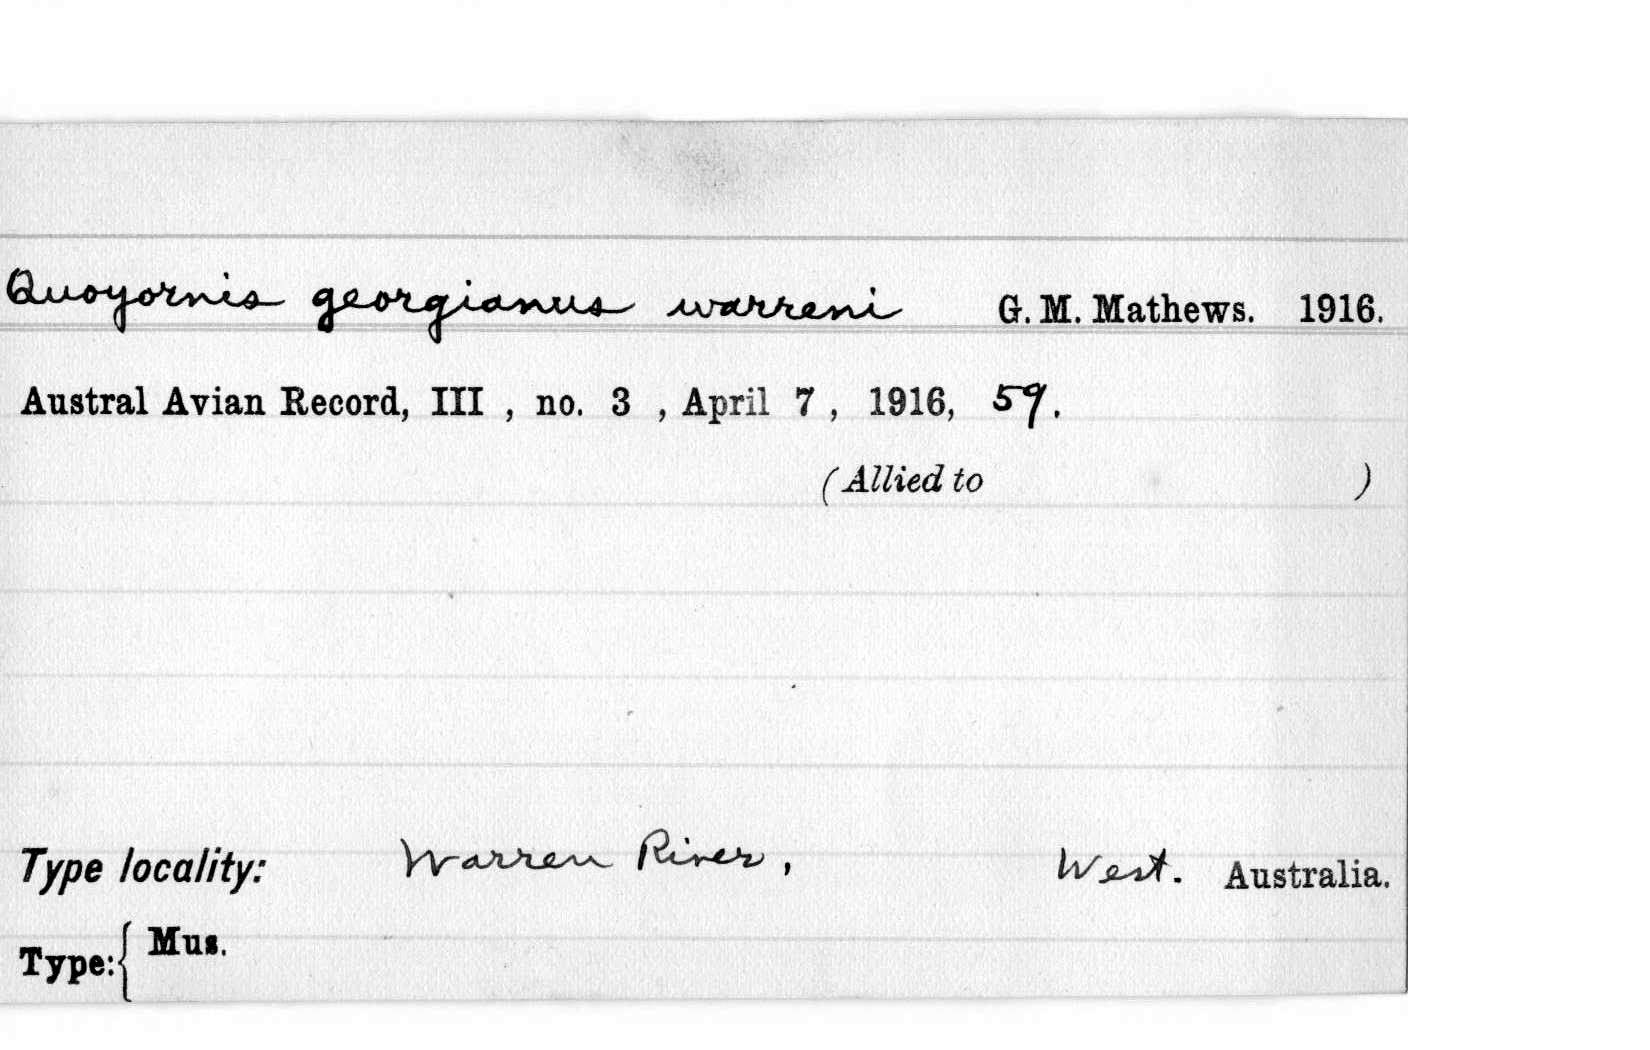 Quoyornis georgianus warreni G. M. Mathews. 1916.
Austral Avian Record, III , no. 3 , April 7 , 1916, 59.
(Allied to )
Type locality: Warren River, West. Australia.
Type: { Mus.